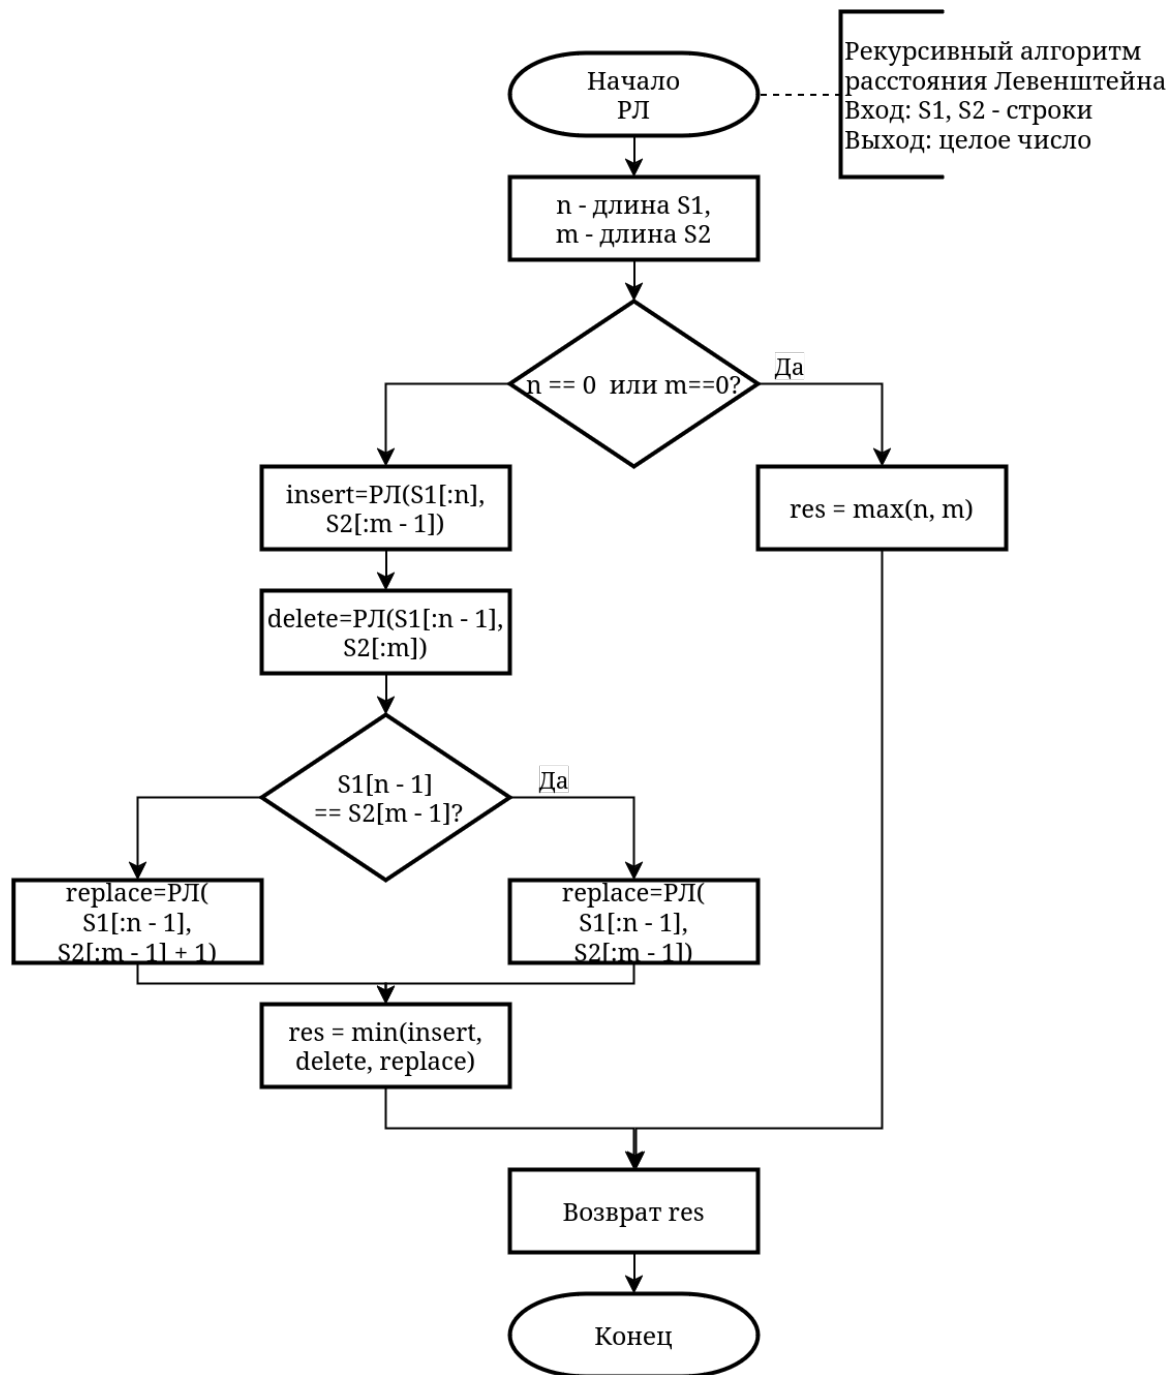 Начало
РЛ
Рекурсивный алгоритм
расстояния Левенштейна
Вход: S1, S2 - строки
Выход: целое число
n - длина S1,
m - длина S2
n == 0 или m==0?
Да
insert=РЛ(S1[:n],
S2[:m - 1])
res = max(n, m)
delete=РЛ(S1[:n - 1],
S2[:m])
S1[n - 1]
== S2[m - 1]?
Да
replace=РЛ(
S1[:n - 1],
S2[:m - 1] + 1)
replace=РЛ(
S1[:n - 1],
S2[:m - 1])
res = min(insert,
delete, replace)
Возврат res
Конец